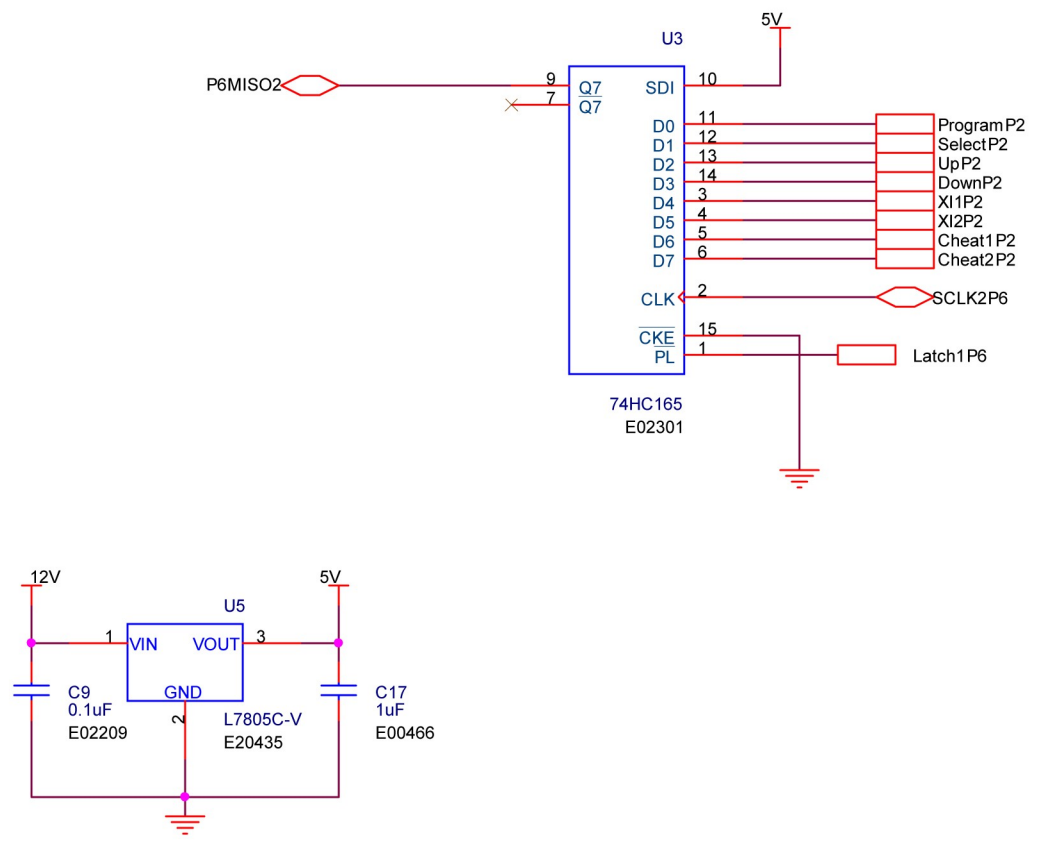 5V
U3
P6MISO2
9 Q7 SDI 10
7 Q7
D0 11 ProgramP2
D1 12 SelectP2
D2 13 UpP2
D3 14 DownP2
D4 3 XI1P2
D5 4 XI2P2
D6 5 Cheat1P2
D7 6 Cheat2P2
CLK 2 SCLK2P6
CKE 15
PL 1 Latch1P6
74HC165
E02301
12V 5V
U5
1 VIN VOUT 3
GND
2
C9
0.1uF
E02209
L7805C-V
E20435
C17
1uF
E00466